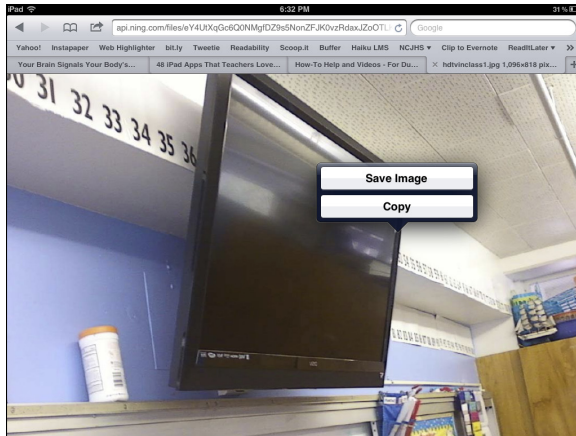 iPad 6:32 PM 31 %
api.ning.com/files/eY4UtXqGc6Q0NMgfDZ9s5NonZFJK0vzRdaxJZoOTL Google
Yahoo! Instapaper Web Highlighter bit.ly Tweetie Readability Scoop.it Buffer Haiku LMS NCJHS Clip to Evernote ReadItLater
Your Brain Signals Your Body's... 48 iPad Apps That Teachers Love... How-To Help and Videos - For Du... hdtvinclass1.jpg 1,096x818 pix...
30 31 32 33 34 35 36
Save Image
Copy